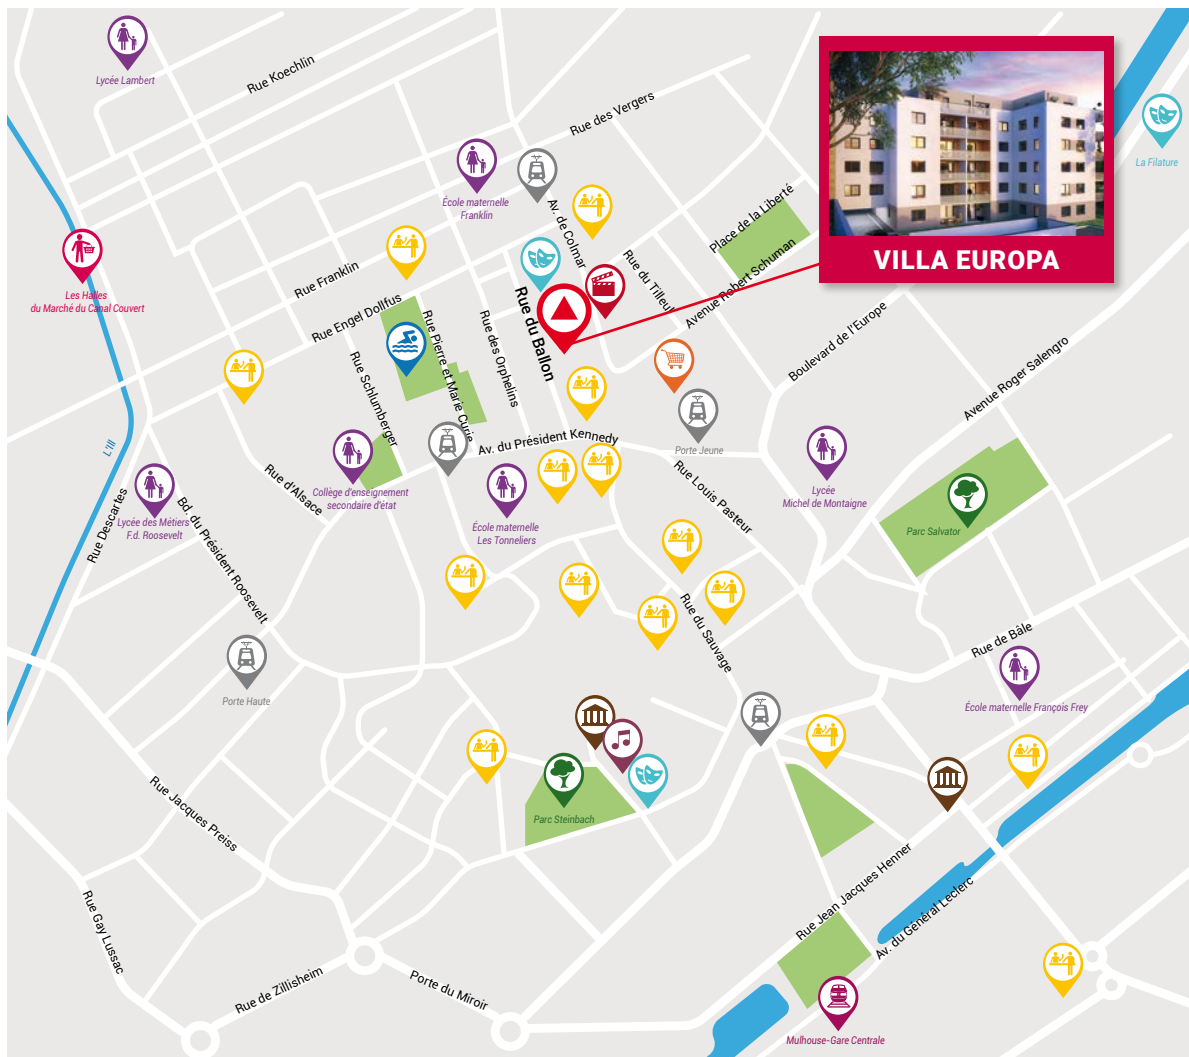 Lycée Lambert
Rue Koechlin
Rue des Vergers
La Filature
École maternelle
Franklin
Av. de Colmar
Place de la Liberté
VILLA EUROPA
Rue du Tilleul
Avenue Robert Schuman
Les Halles
du Marché du Canal Couvert
Rue Franklin
Rue Engel Dollfus
Rue Pierre et Marie Curie
Rue des Orphelins
Rue du Ballon
Boulevard de l'Europe
Avenue Roger Salengro
Rue Schlumberger
L'Ill
Av. du Président Kennedy
Porte Jeune
Rue d'Alsace
Collège d'enseignement
secondaire d'état
Rue Louis Pasteur
Lycée
Michel de Montaigne
Rue Descartes
Lycée des Métiers
F.d. Roosevelt
Bd. du Président Roosevelt
École maternelle
Les Tonneliers
Parc Salvator
Rue du Sauvage
Rue de Bâle
Porte Haute
École maternelle François Frey
Rue Jacques Preiss
Parc Steinbach
Rue Jean Jacques Henner
Av. du Général Leclerc
Rue Gay Lussac
Rue de Zillisheim
Porte du Miroir
Mulhouse-Gare Centrale